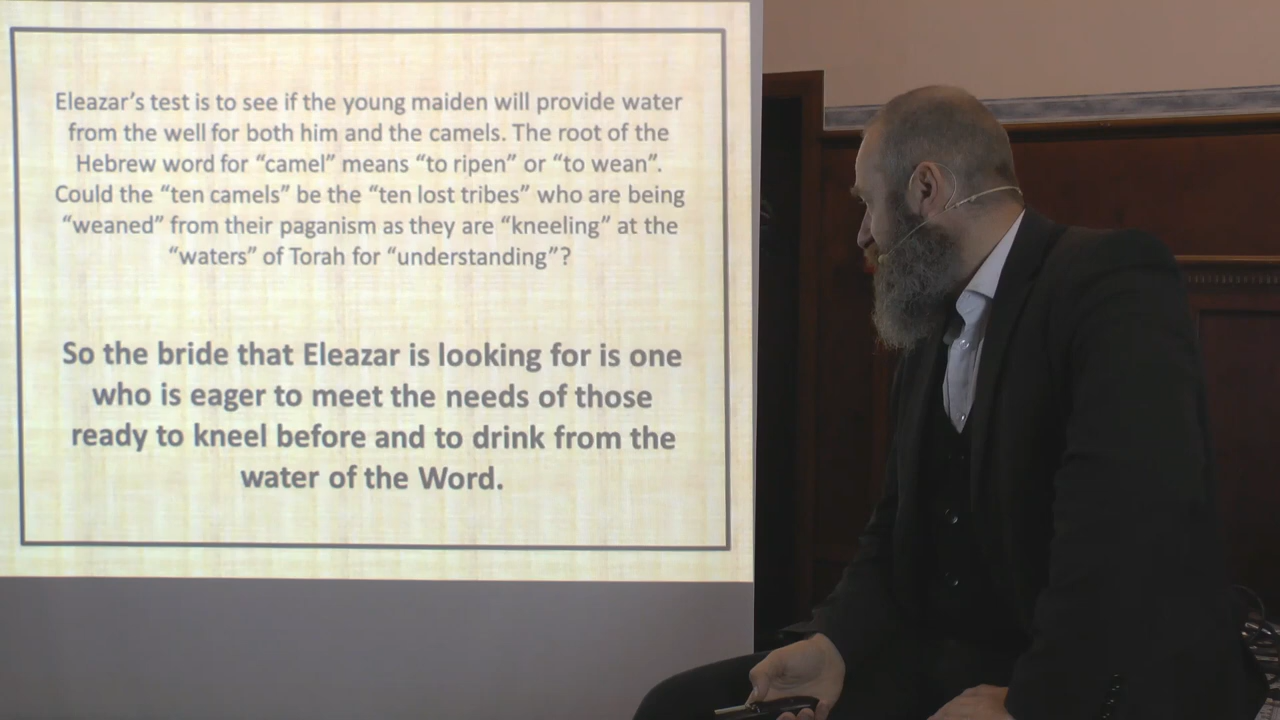 Eleazar’s test is to see if the young maiden will provide water
from the well for both him and the camels. The root of the
Hebrew word for “camel” means “to ripen” or “to wean”.
Could the “ten camels” be the “ten lost tribes” who are being
“weaned” from their paganism as they are “kneeling” at the
“waters” of Torah for “understanding”?
So the bride that Eleazar is looking for is one
who is eager to meet the needs of those
ready to kneel before and to drink from the
water of the Word.